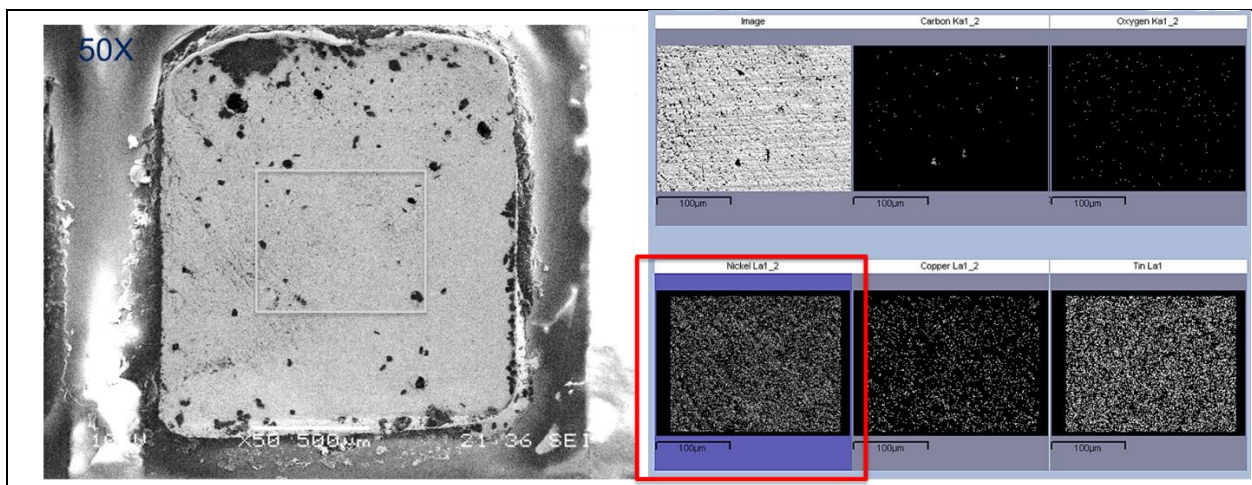 50X
X50 500µm 21 36 SEI
Image Carbon Ka1_2 Oxygen Ka1_2
100µm 100µm 100µm
Nickel La1_2 Copper La1_2 Tin La1
100µm 100µm 100µm